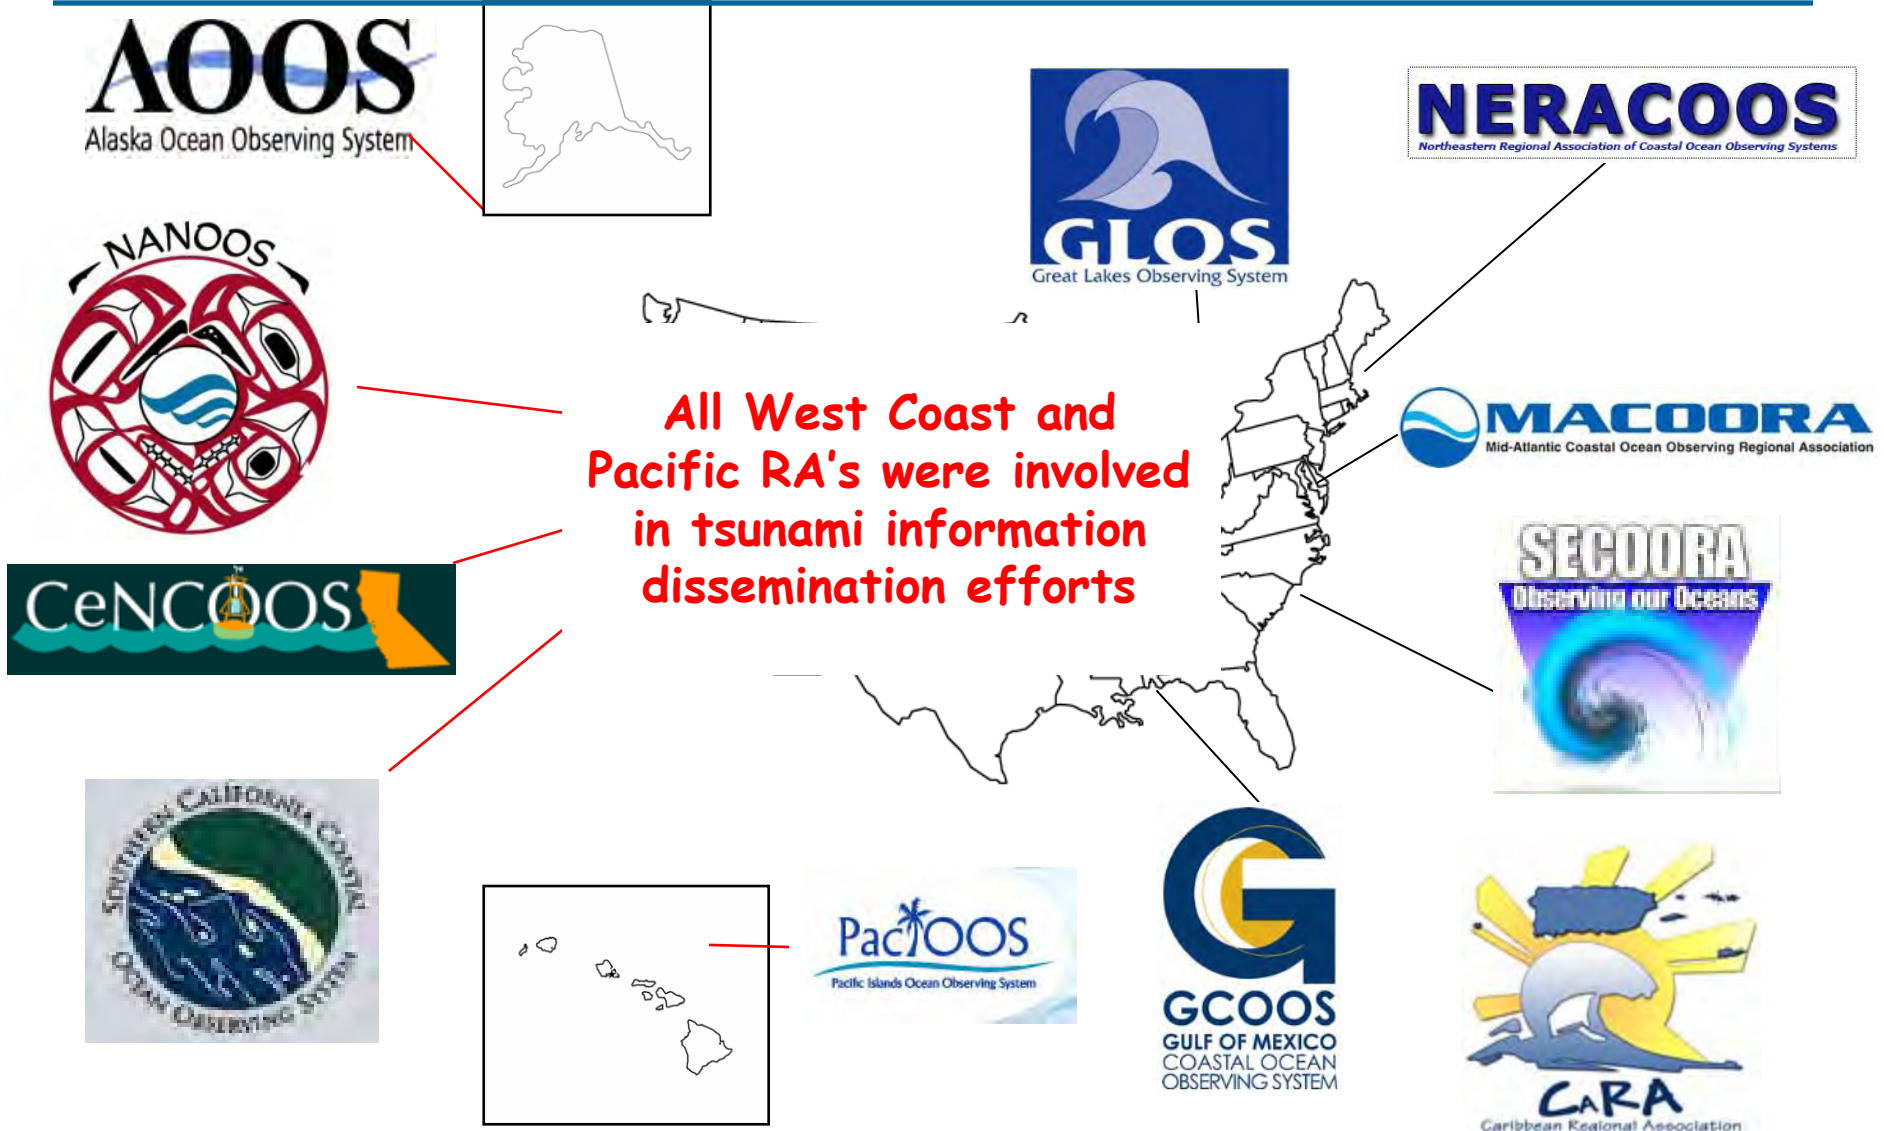 AOOS
Alaska Ocean Observing System
NANOOS
GLOS
Great Lakes Observing System
NERACOOS
Northeastern Regional Association of Coastal Ocean Observing Systems
All West Coast and
Pacific RA's were involved
in tsunami information
dissemination efforts
MACOORA
Mid-Atlantic Coastal Ocean Observing Regional Association
CeNCOOS
SECOORA
Observing our Oceans
SOUTHERN CALIFORNIA COASTAL
OCEAN OBSERVING SYSTEM
PacIOOS
Pacific Islands Ocean Observing System
GCOOS
GULF OF MEXICO
COASTAL OCEAN
OBSERVING SYSTEM
CaRA
Caribbean Regional Association